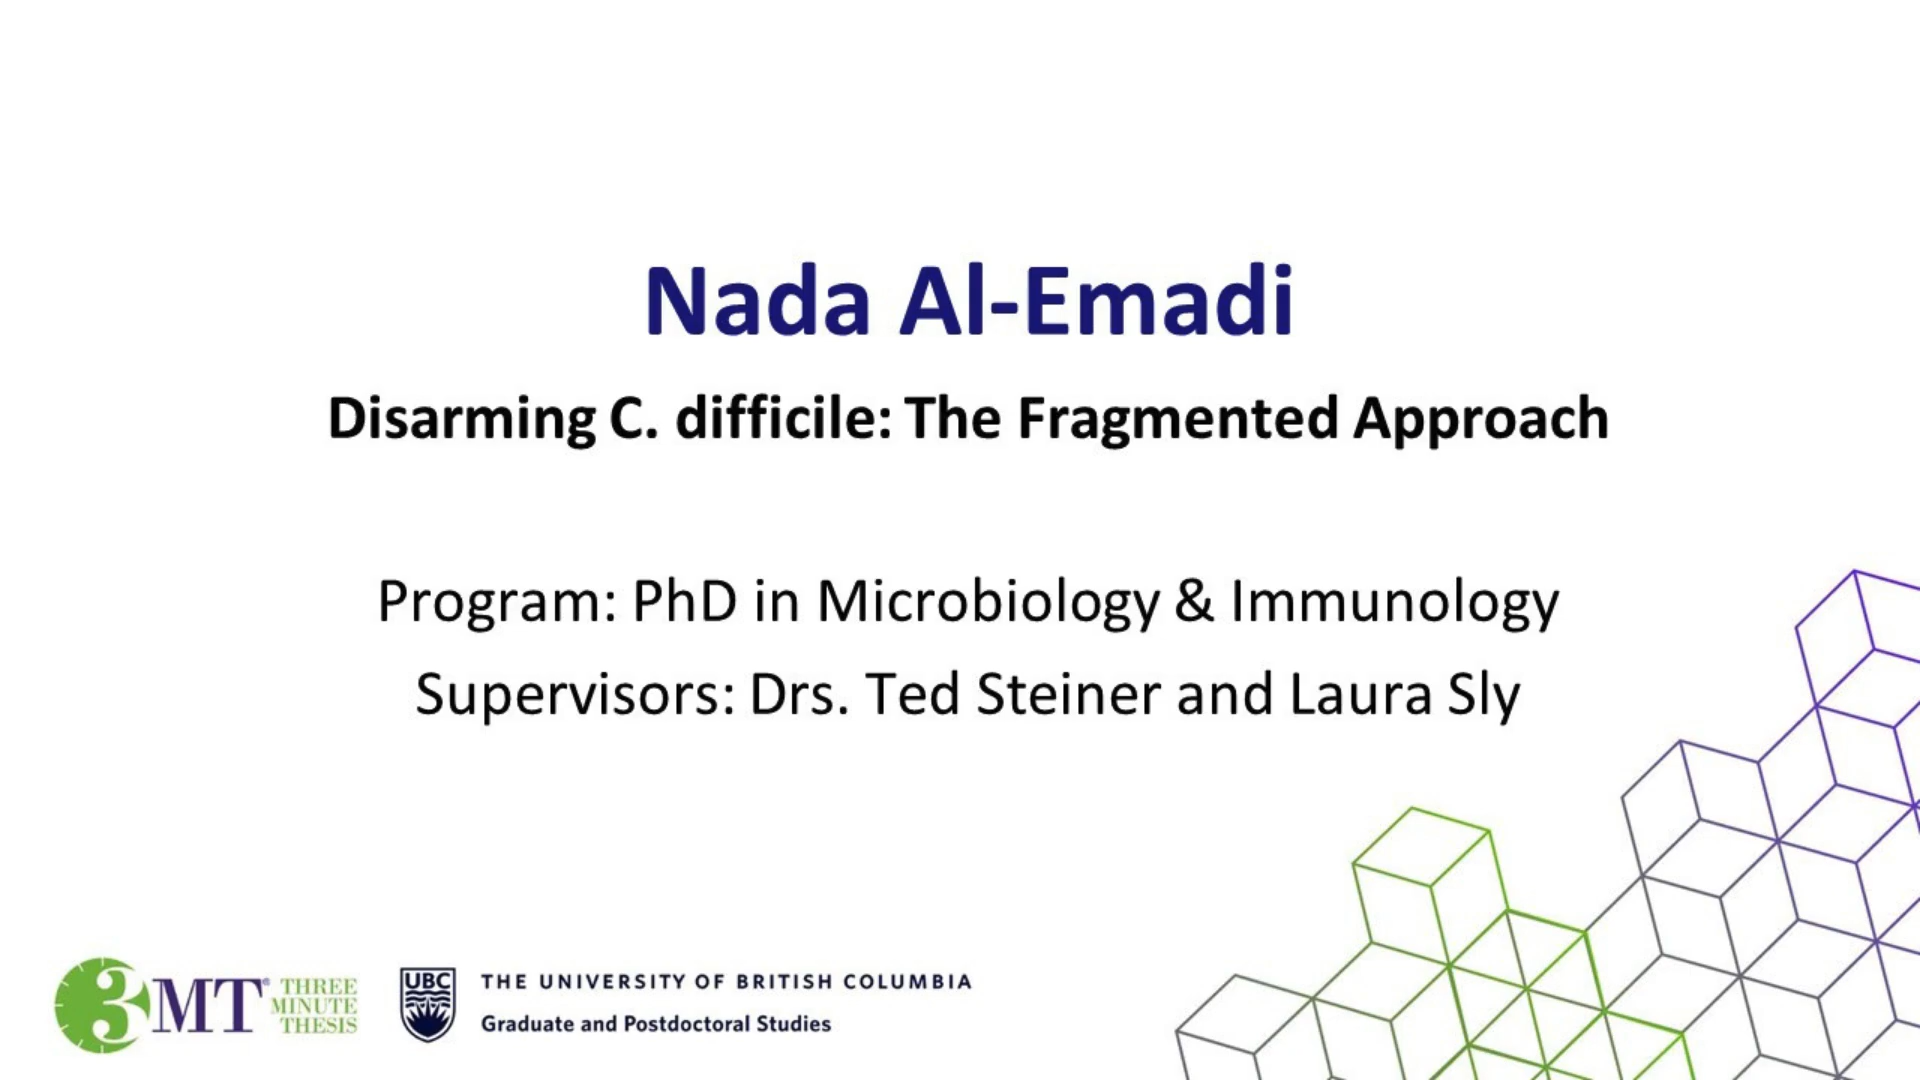 Nada Al-Emadi
Disarming C. difficile: The Fragmented Approach
Program: PhD in Microbiology & Immunology
Supervisors: Drs. Ted Steiner and Laura Sly
3MT® THREE
MINUTE
THESIS
UBC
THE UNIVERSITY OF BRITISH COLUMBIA
Graduate and Postdoctoral Studies